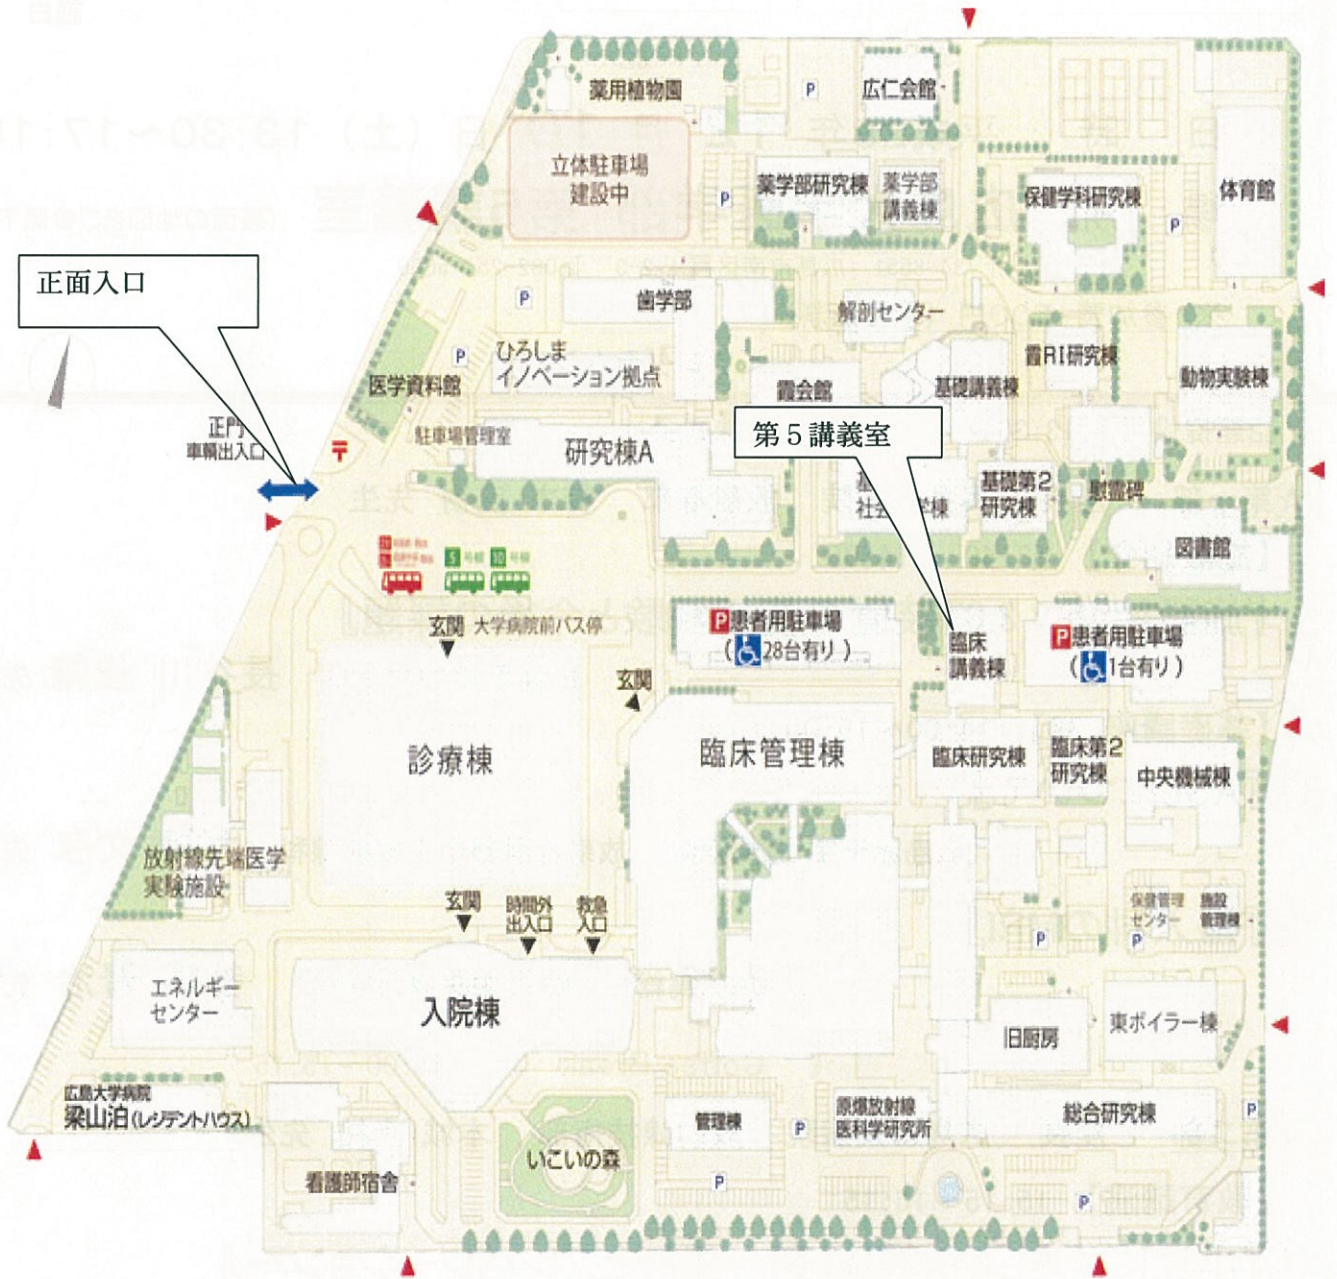 薬用植物園
P
広仁会館
立体駐車場
建設中
薬学部研究棟
薬学部
講義棟
保健学科研究棟
体育館
P
P
正面入口
P
歯学部
解剖センター
P
ひろしま
イノベーション拠点
医学資料館
霞会館
基礎講義棟
霞RI研究棟
動物実験棟
正門
車輌出入口
駐車場管理室
研究棟A
第5講義室
社会
学棟
基礎第2
研究棟
慰霊碑
図書館
5号線
10号線
玄関
大学病院前バス停
P患者用駐車場
(28台有り)
臨床
講義棟
P患者用駐車場
(1台有り)
玄関
診療棟
臨床管理棟
臨床研究棟
臨床第2
研究棟
中央機械棟
放射線先端医学
実験施設
玄関
時間外
出入口
救急
入口
保健管理
センター
施設
管理棟
P
P
エネルギー
センター
入院棟
旧厨房
東ボイラー棟
広島大学病院
梁山泊(レジデントハウス)
管理棟
P
原爆放射線
医科学研究所
総合研究棟
P
看護師宿舎
いこいの森
P
P